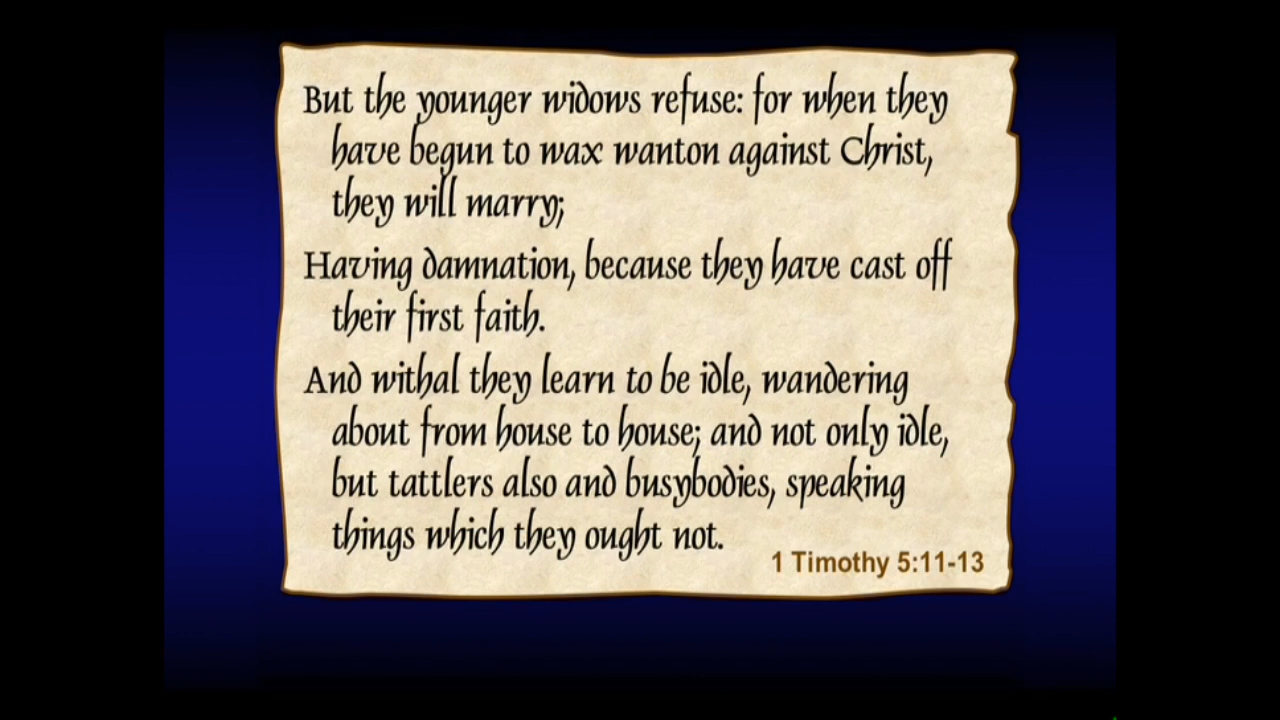 But the younger widows refuse: for when they
have begun to wax wanton against Christ,
they will marry;
Having damnation, because they have cast off
their first faith.
And withal they learn to be idle, wandering
about from house to house; and not only idle,
but tattlers also and busybodies, speaking
things which they ought not.
1 Timothy 5:11-13